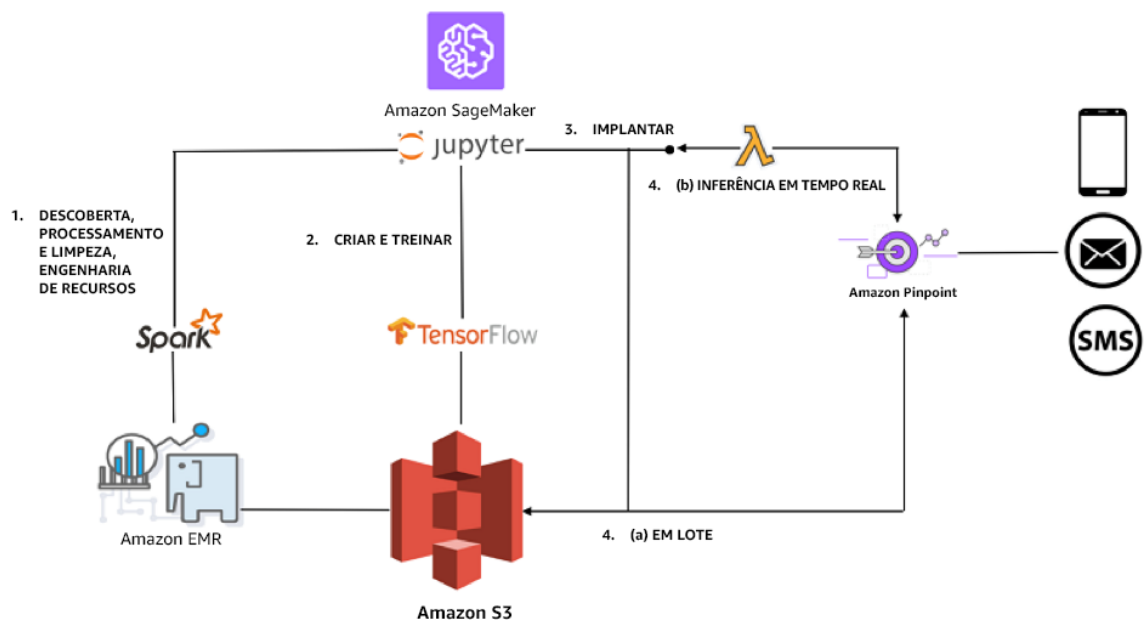 Amazon SageMaker
jupyter
3. IMPLANTAR
4. (b) INFERÊNCIA EM TEMPO REAL
1. DESCOBERTA,
PROCESSAMENTO
E LIMPEZA,
ENGENHARIA
DE RECURSOS
2. CRIAR E TREINAR
Amazon Pinpoint
Spark
TensorFlow
SMS
Amazon EMR
4. (a) EM LOTE
Amazon S3